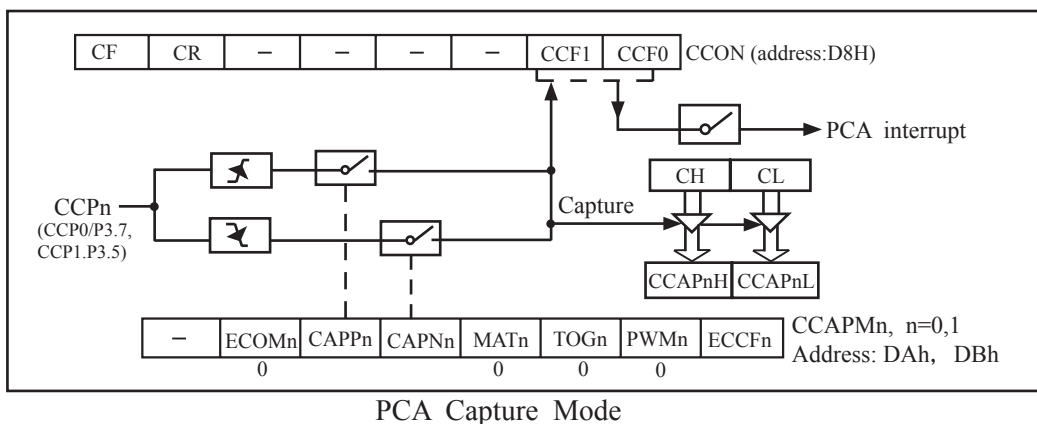 CF CR – – – – CCF1 CCF0 CCON (address:D8H)
PCA interrupt
CH CL
CCPn
(CCP0/P3.7,
CCP1.P3.5)
Capture
CCAPnH CCAPnL
– ECOMn CAPPn CAPNn MATn TOGn PWMn ECCFn
0 0 0 0
CCAPMn, n=0,1
Address: DAh, DBh
PCA Capture Mode